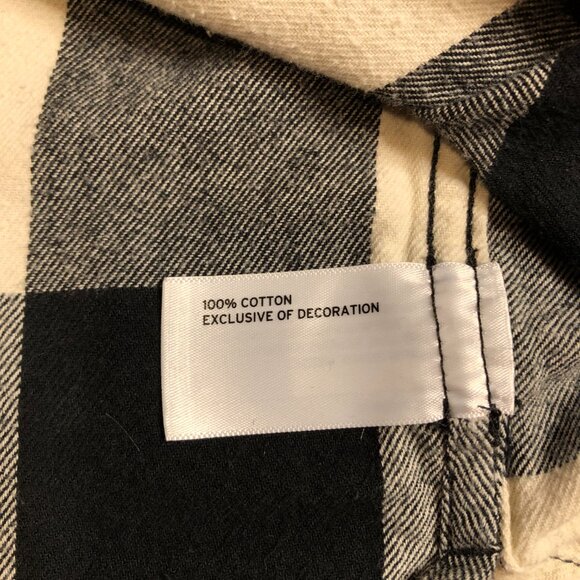 100% COTTON
EXCLUSIVE OF DECORATION